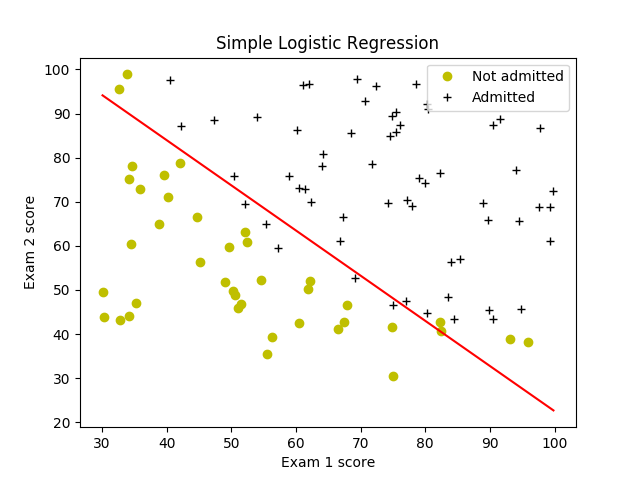 Simple Logistic Regression
Not admitted
Admitted
100
90
80
70
60
50
40
30
20
Exam 2 score
30 40 50 60 70 80 90 100
Exam 1 score